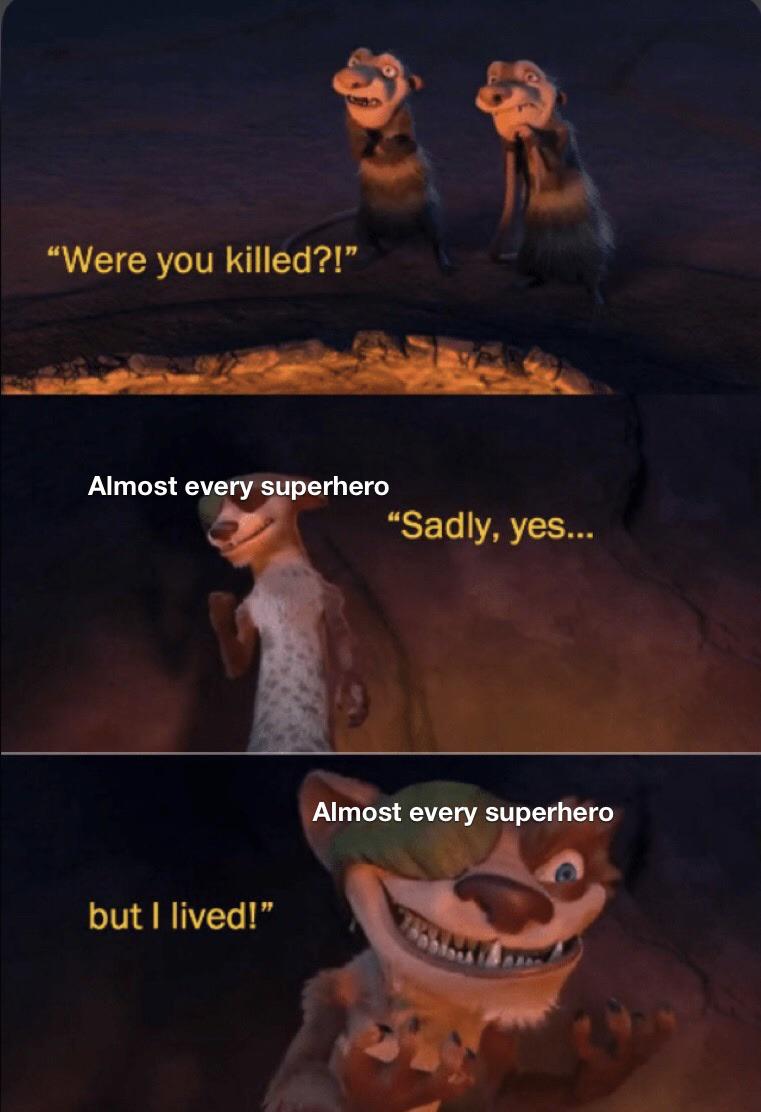 “Were you killed?!”
Almost every superhero
“Sadly, yes...
Almost every superhero
but I lived!”